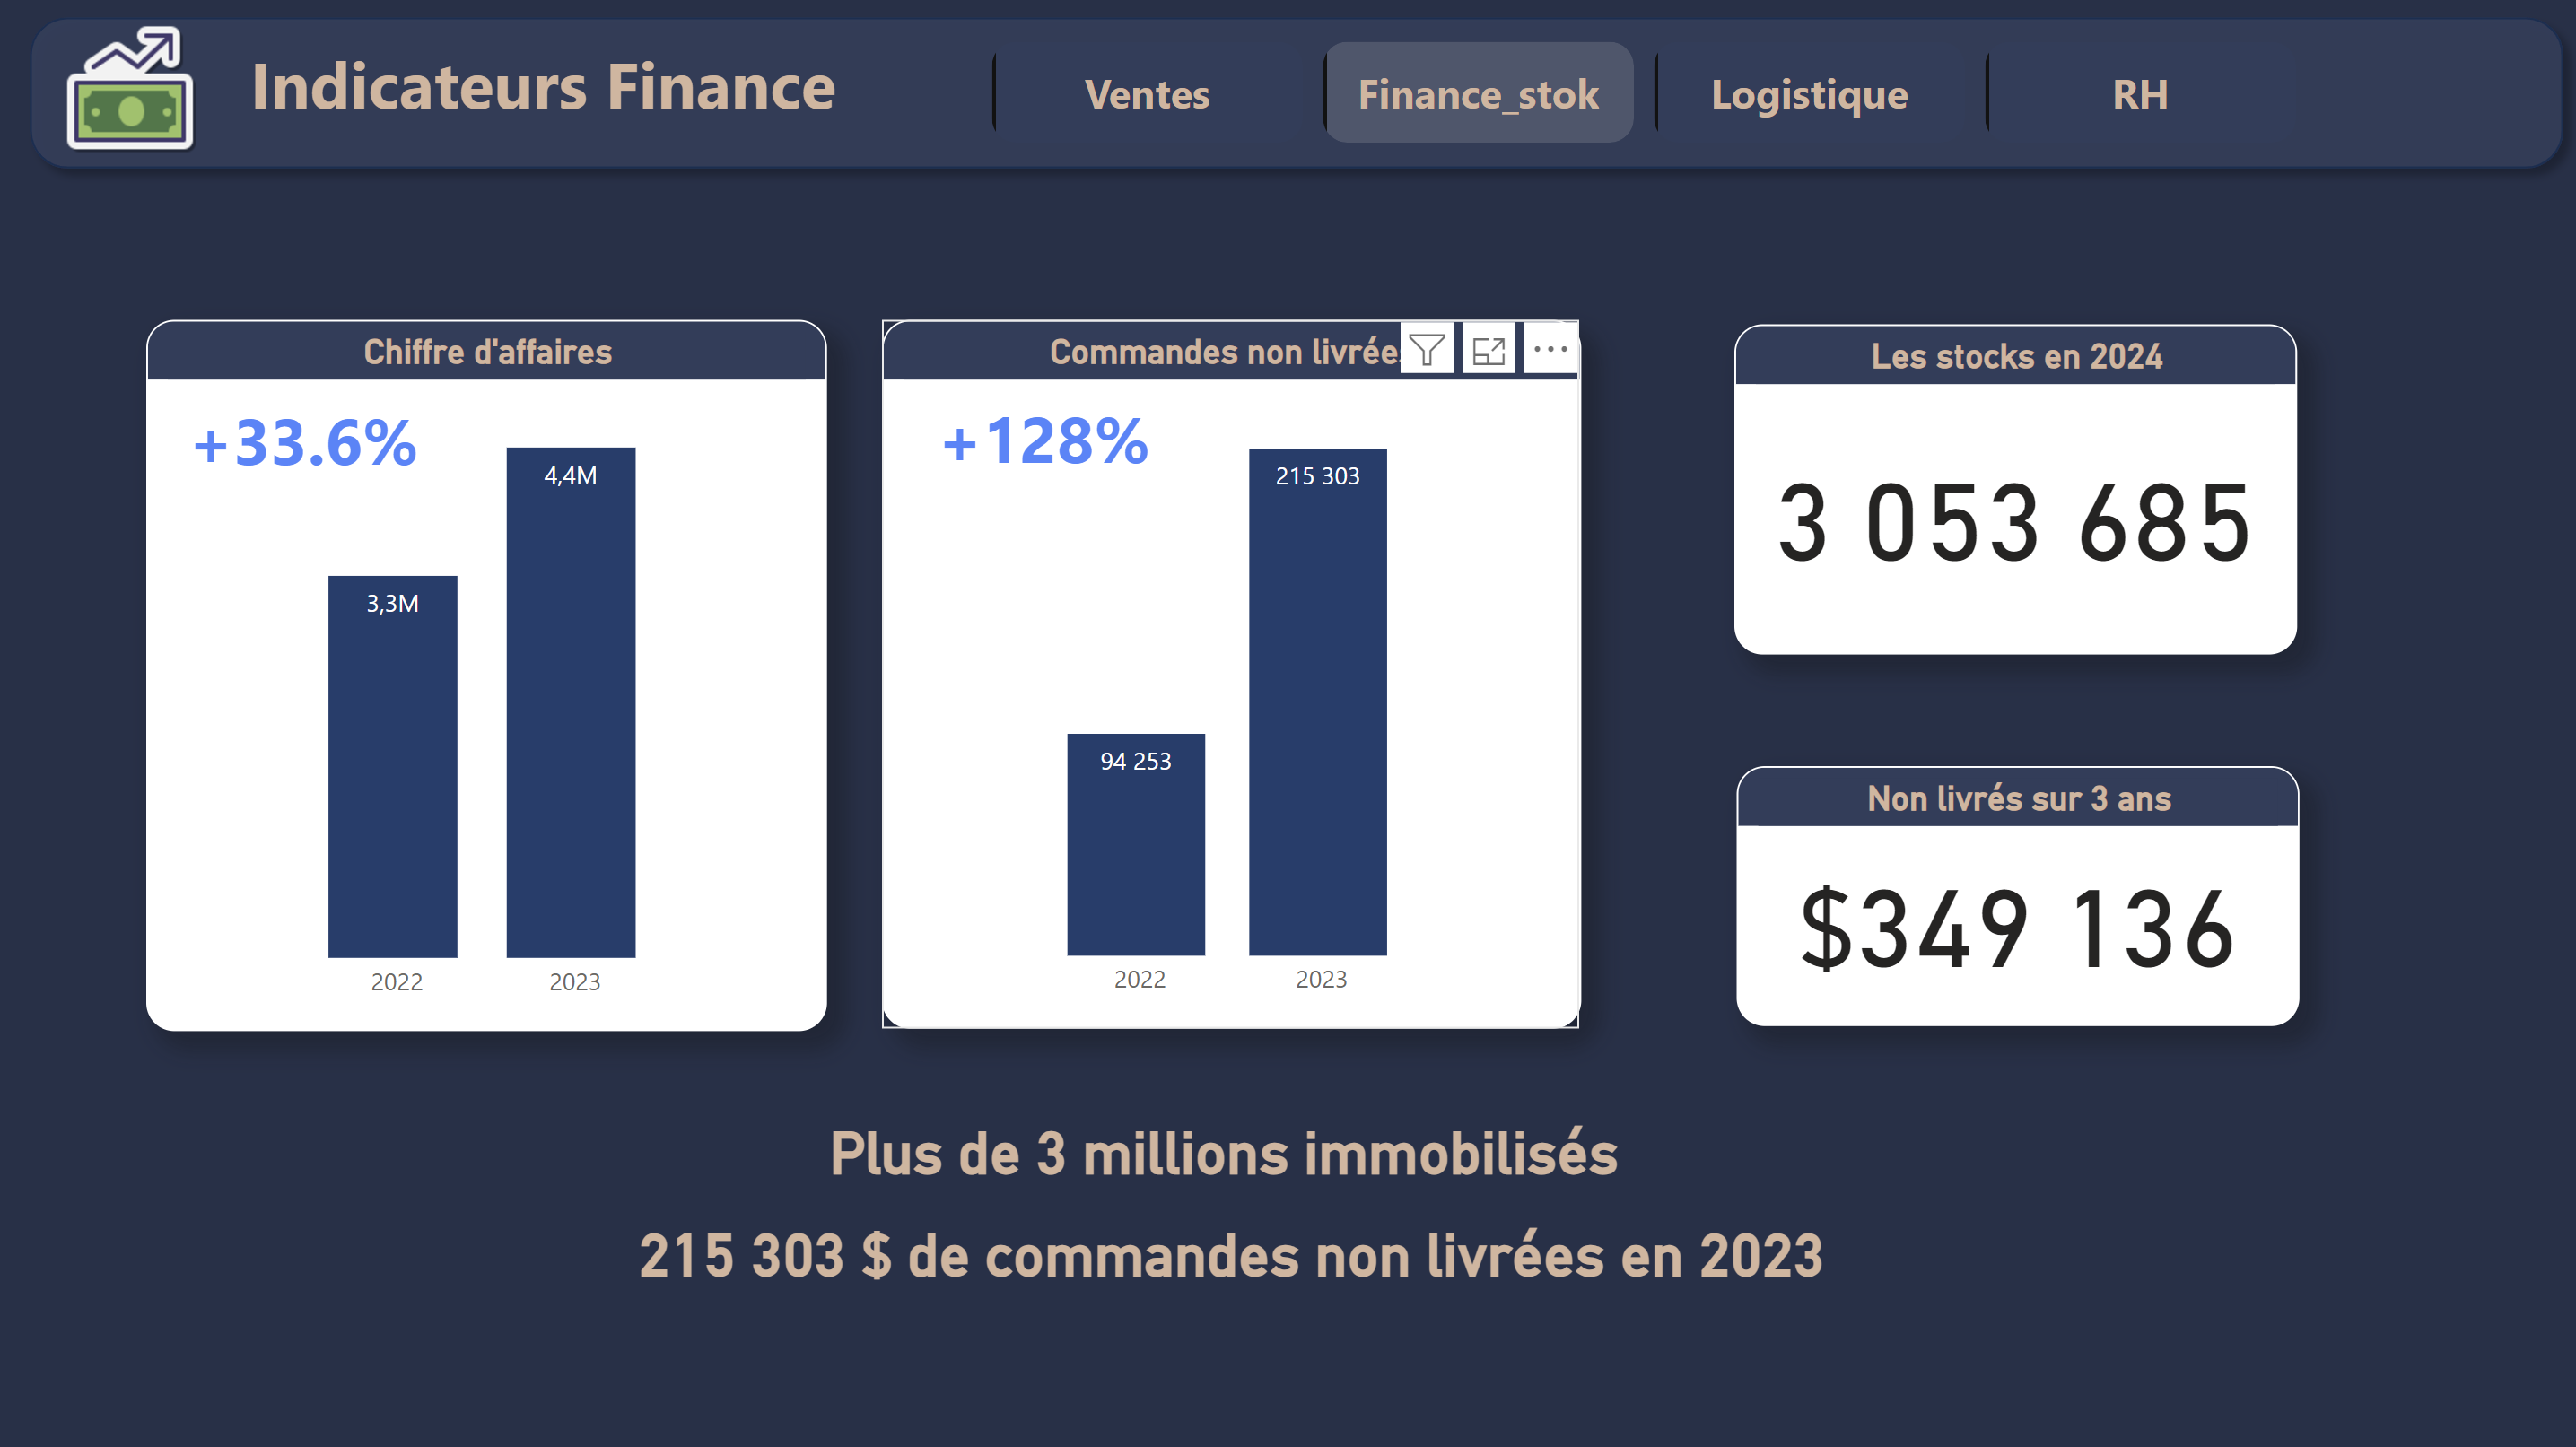 Indicateurs Finance
Ventes
Finance_stok
Logistique
RH
Chiffre d'affaires
+33.6%
4,4M
3,3M
2022
2023
Commandes non livrée
+128%
215 303
94 253
2022
2023
Les stocks en 2024
3 053 685
Non livrés sur 3 ans
$349 136
Plus de 3 millions immobilisés
215 303 $ de commandes non livrées en 2023